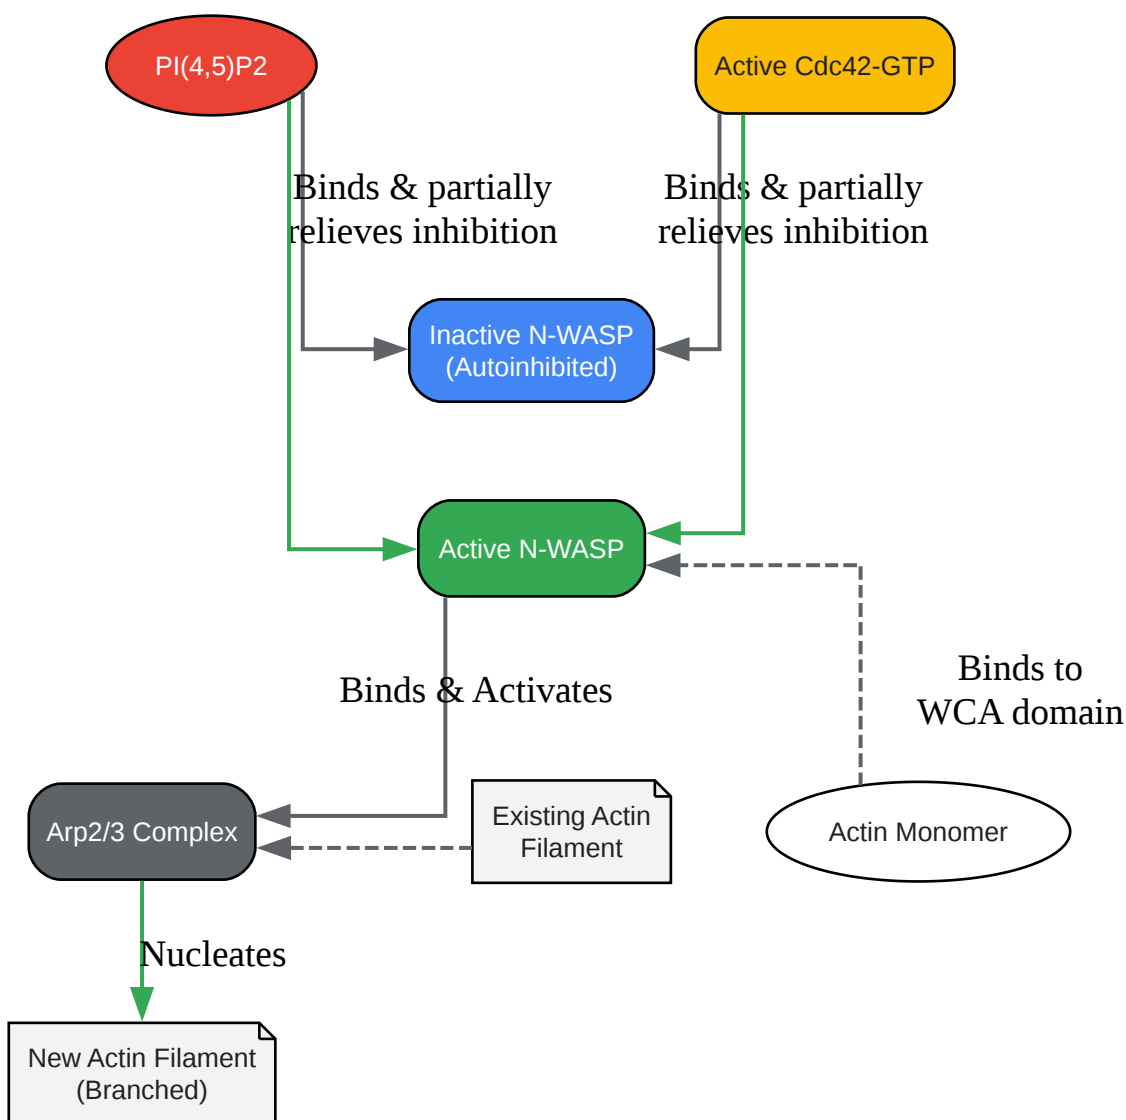 PI(4,5)P2
Active Cdc42-GTP
Binds & partially
relieves inhibition
Binds & partially
relieves inhibition
Inactive N-WASP
(Autoinhibited)
Active N-WASP
Binds & Activates
Binds to
WCA domain
Arp2/3 Complex
Existing Actin
Filament
Actin Monomer
Nucleates
New Actin Filament
(Branched)